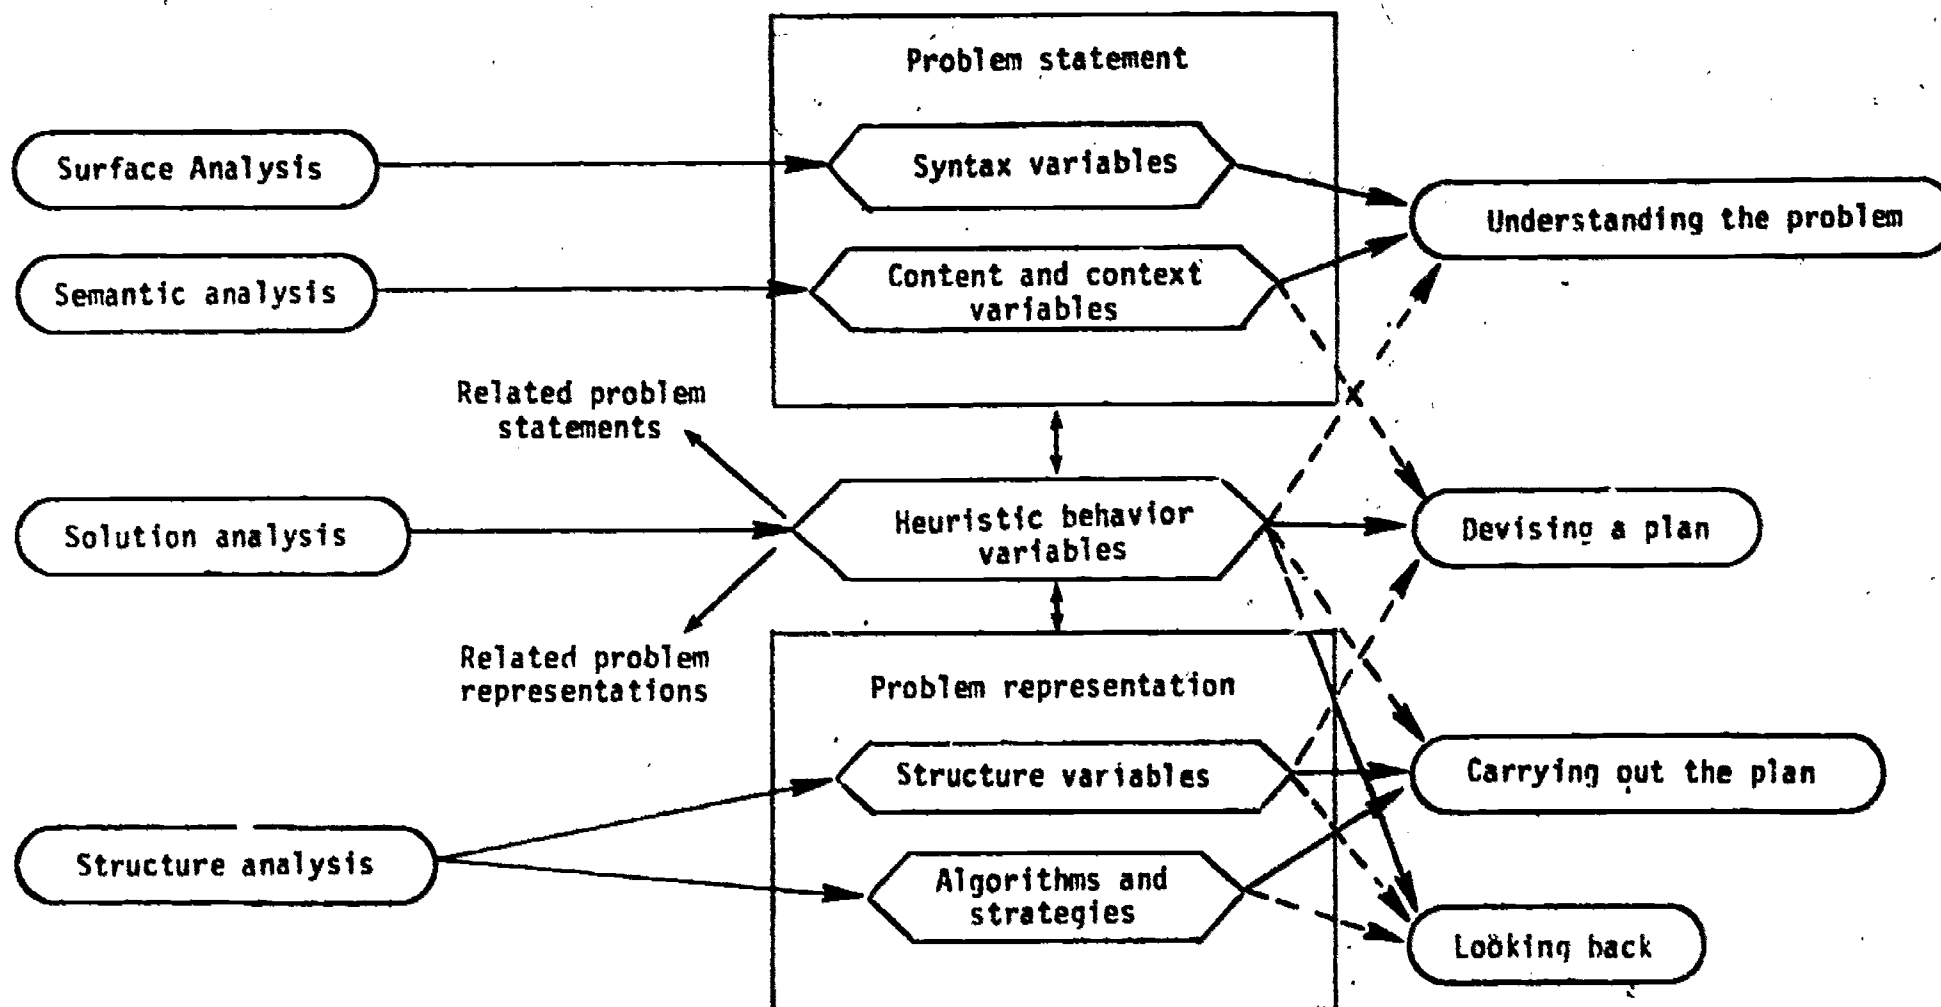 Problem statement
Surface Analysis
Syntax variables
Understanding the problem
Semantic analysis
Content and context
variables
Related problem
statements
Solution analysis
Heuristic behavior
variables
Devising a plan
Related problem
representations
Problem representation
Structure variables
Carrying out the plan
Structure analysis
Algorithms and
strategies
Looking back